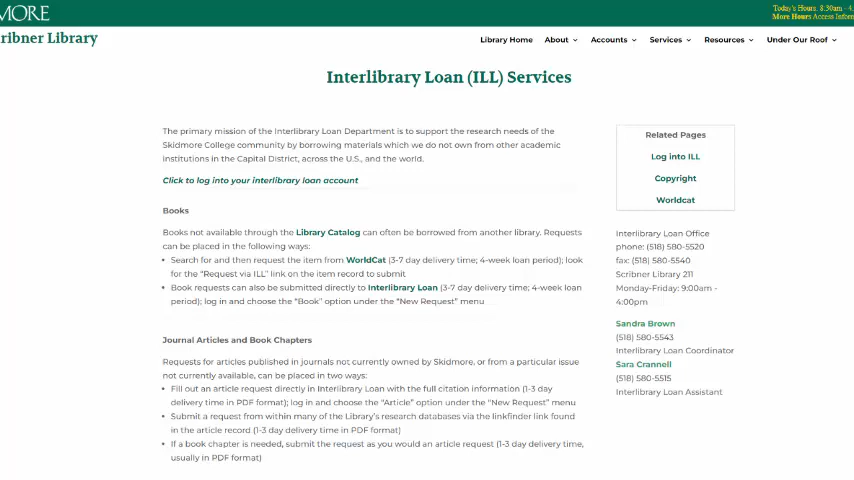 MORE
Today's Hours, 8:30am - 4
More Hours Access Inform
ribner Library
Library Home About Accounts Services Resources Under Our Roof
Interlibrary Loan (ILL) Services
The primary mission of the Interlibrary Loan Department is to support the research needs of the
Skidmore College community by borrowing materials which we do not own from other academic
institutions in the Capital District, across the U.S., and the world.
Click to log into your interlibrary loan account
Books
Books not available through the Library Catalog can often be borrowed from another library. Requests
can be placed in the following ways:
• Search for and then request the item from WorldCat (3-7 day delivery time; 4-week loan period); look
for the "Request via ILL" link on the item record to submit
• Book requests can also be submitted directly to Interlibrary Loan (3-7 day delivery time; 4-week loan
period); log in and choose the "Book" option under the "New Request" menu
Journal Articles and Book Chapters
Requests for articles published in journals not currently owned by Skidmore, or from a particular issue
not currently available, can be placed in two ways:
• Fill out an article request directly in Interlibrary Loan with the full citation information (1-3 day
delivery time in PDF format); log in and choose the "Article" option under the "New Request" menu
• Submit a request from within many of the Library's research databases via the linkfinder link found
in the article record (1-3 day delivery time in PDF format)
• If a book chapter is needed, submit the request as you would an article request (1-3 day delivery time,
usually in PDF format)
Related Pages
Log into ILL
Copyright
Worldcat
Interlibrary Loan Office
phone: (518) 580-5520
fax: (518) 580-5540
Scribner Library 211
Monday-Friday: 9:00am -
4:00pm
Sandra Brown
(518) 580-5543
Interlibrary Loan Coordinator
Sara Crannell
(518) 580-5515
Interlibrary Loan Assistant